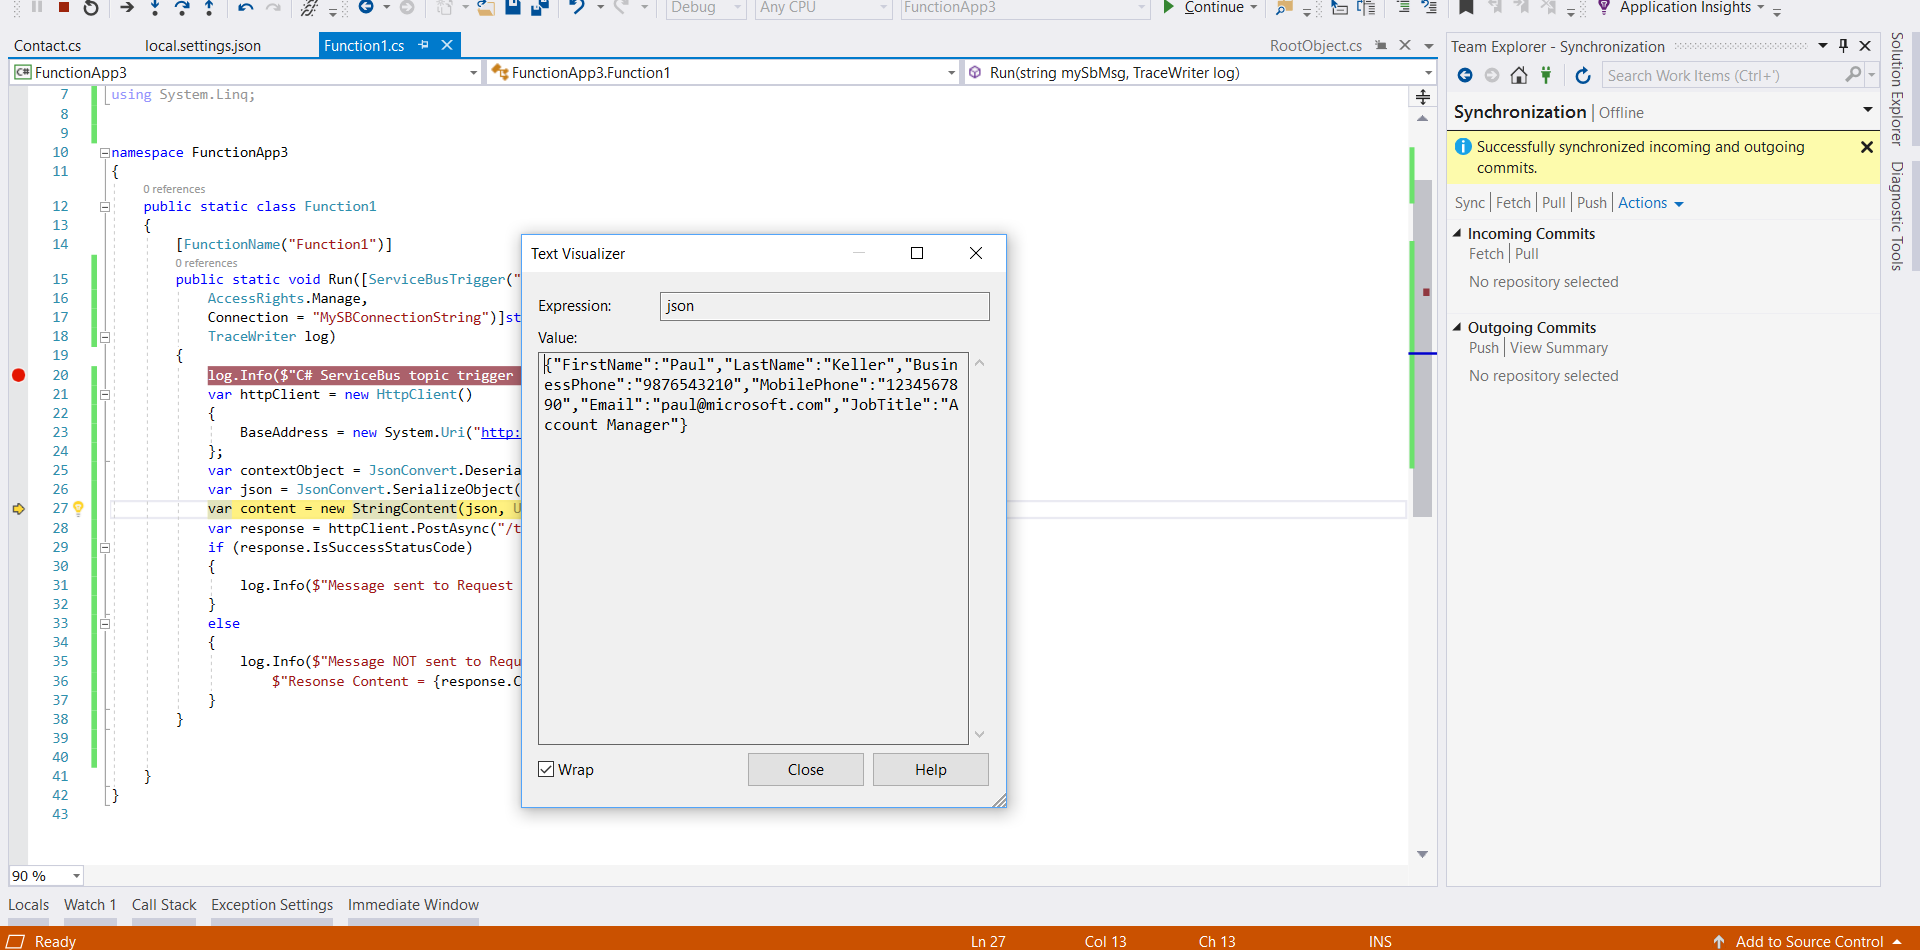 Debug
Any CPU
FunctionApp3
Continue
Application Insights
Contact.cs
local.settings.json
Function1.cs
RootObject.cs
C# FunctionApp3
FunctionApp3.Function1
Run(string mySbMsg, TraceWriter log)
7 using System.Linq;
8
9
10 namespace FunctionApp3
11 {
0 references
12 public static class Function1
13 {
14 [FunctionName("Function1")]
0 references
15 public static void Run([ServiceBusTrigger("
16 AccessRights.Manage,
17 Connection = "MySBConnectionString")]st
18 TraceWriter log)
19 {
20 log.Info($"C# ServiceBus topic trigger
21 var httpClient = new HttpClient()
22 {
23 BaseAddress = new System.Uri("http:
24 };
25 var contextObject = JsonConvert.Deseria
26 var json = JsonConvert.SerializeObject(
27 var content = new StringContent(json, U
28 var response = httpClient.PostAsync("/t
29 if (response.IsSuccessStatusCode)
30 {
31 log.Info($"Message sent to Request
32 }
33 else
34 {
35 log.Info($"Message NOT sent to Requ
36 $"Resonse Content = {response.C
37 }
38 }
39
40
41 }
42 }
43
90 %
Text Visualizer
Expression:
json
Value:
{"FirstName":"Paul","LastName":"Keller","Busin
essPhone":"9876543210","MobilePhone":"12345678
90","Email":"paul@microsoft.com","JobTitle":"A
ccount Manager"}
Wrap
Close
Help
Team Explorer - Synchronization
Search Work Items (Ctrl+')
Synchronization | Offline
Successfully synchronized incoming and outgoing
commits.
Sync | Fetch | Pull | Push | Actions
Incoming Commits
Fetch | Pull
No repository selected
Outgoing Commits
Push | View Summary
No repository selected
Solution Explorer
Diagnostic Tools
Locals
Watch 1
Call Stack
Exception Settings
Immediate Window
Ready
Ln 27
Col 13
Ch 13
INS
Add to Source Control